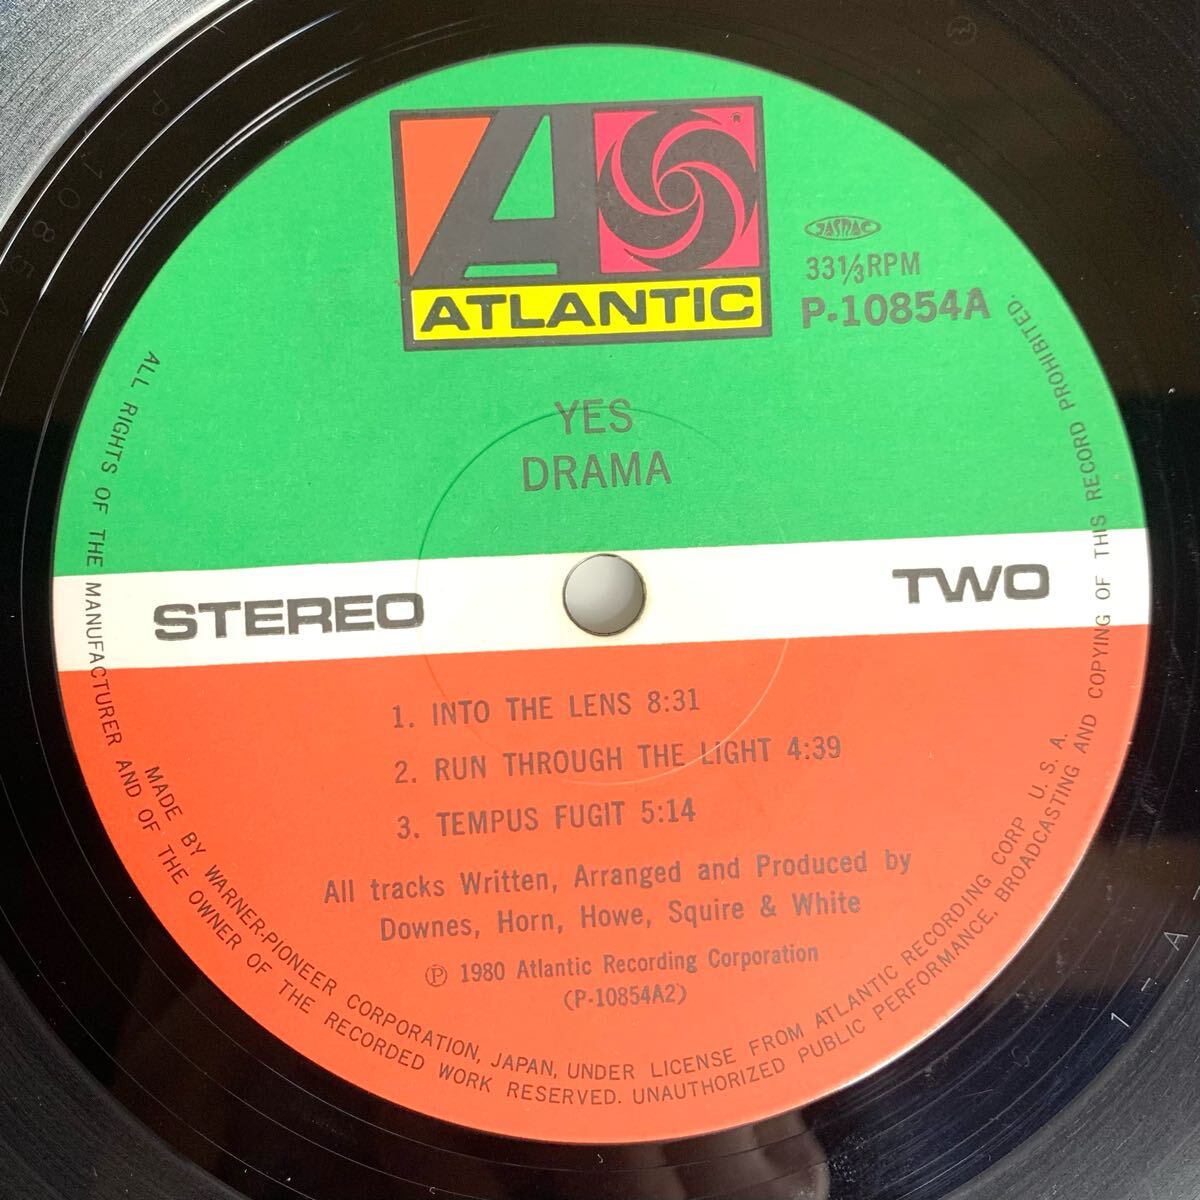 ATLANTIC
®
JASRAC
33⅓RPM
P-10854A
YES
DRAMA
STEREO
TWO
1. INTO THE LENS 8:31
2. RUN THROUGH THE LIGHT 4:39
3. TEMPUS FUGIT 5:14
All tracks Written, Arranged and Produced by
Downes, Horn, Howe, Squire & White
Ⓟ 1980 Atlantic Recording Corporation
(P-10854A2)
MADE BY WARNER-PIONEER CORPORATION, JAPAN, UNDER LICENSE FROM ATLANTIC RECORDING CORP U. S. A.
ALL RIGHTS OF THE MANUFACTURER AND OF THE OWNER OF THE RECORDED WORK RESERVED. UNAUTHORIZED PUBLIC PERFORMANCE, BROADCASTING AND COPYING OF THIS RECORD PROHIBITED.
1-A